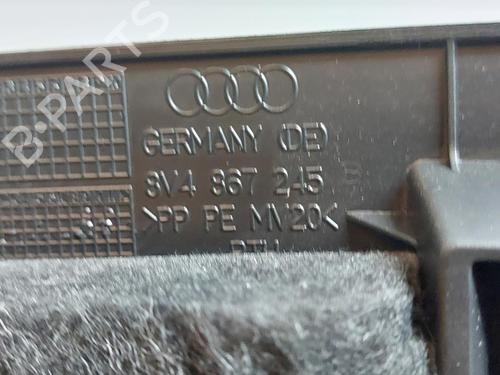 B-PARTS
GERMANY (DE)
8V4 867 245 B
>PP PE MV20<